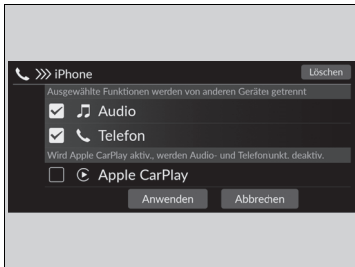 iPhone
Löschen
Ausgewählte Funktionen werden von anderen Geräten getrennt
Audio
Telefon
Wird Apple CarPlay aktiv., werden Audio- und Telefonunkt. deaktiv.
Apple CarPlay
Anwenden
Abbrechen